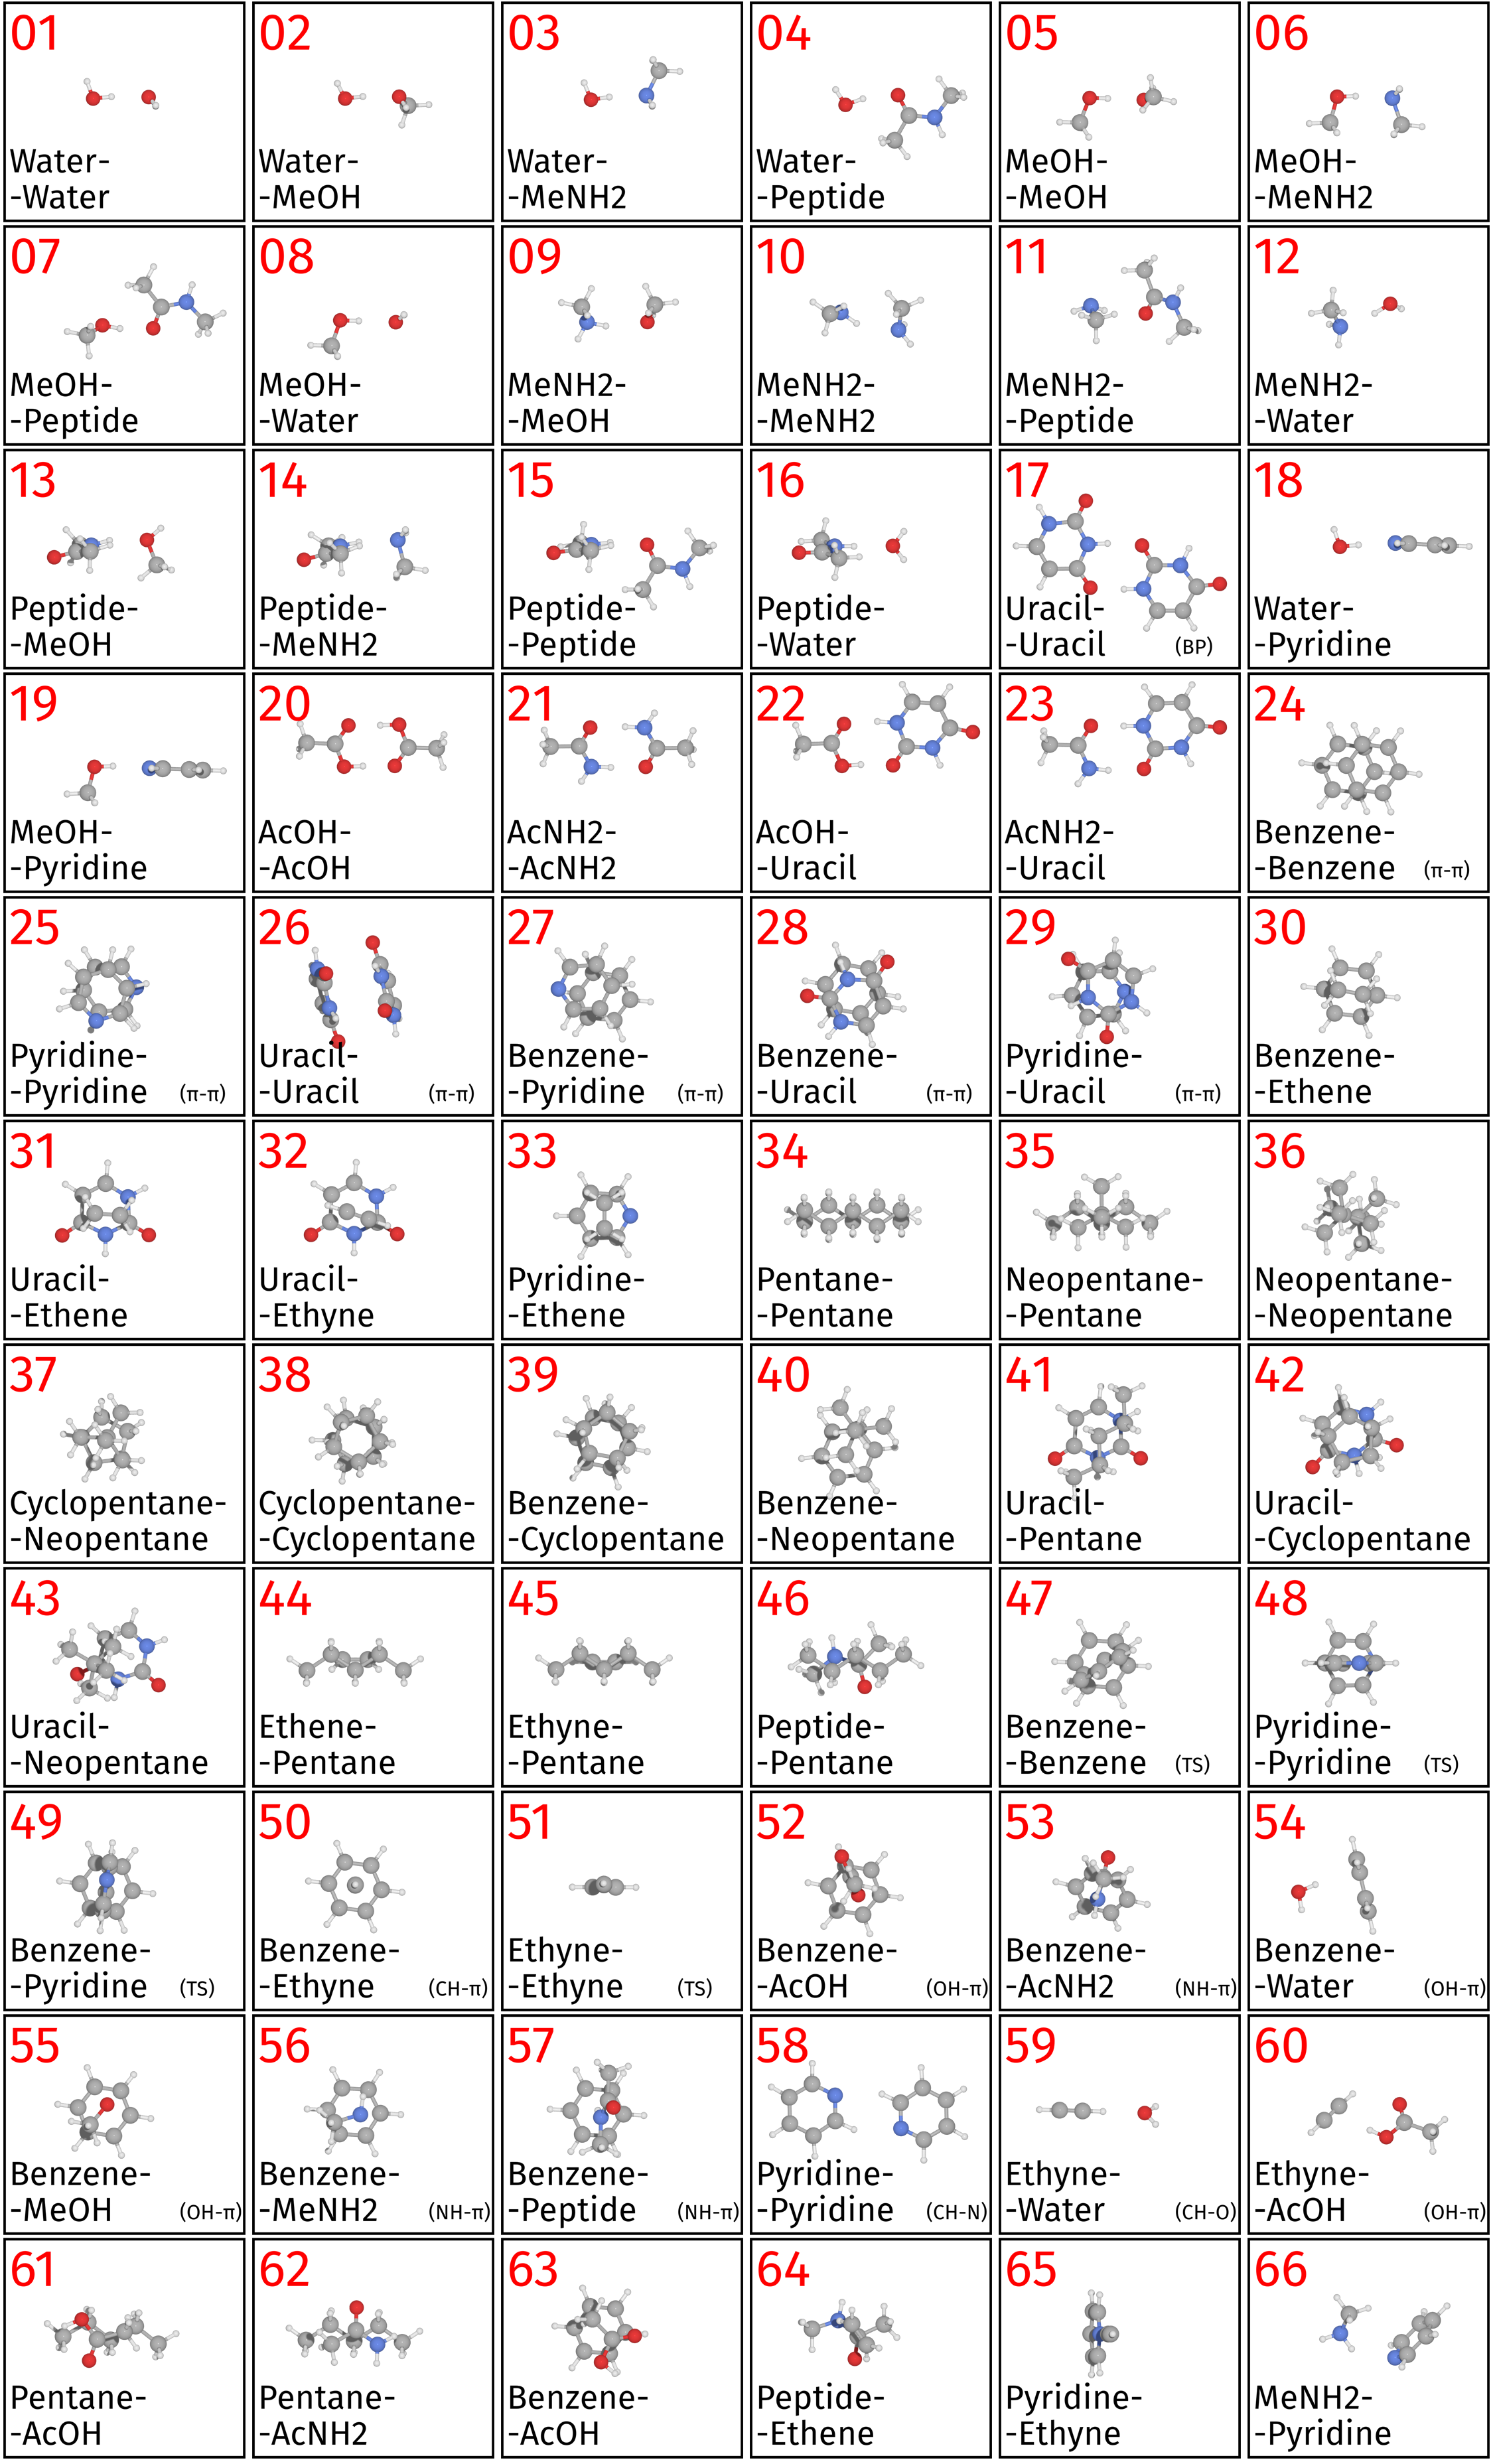 01
Water-
-Water
02
Water-
-MeOH
03
Water-
-MeNH2
04
Water-
-Peptide
05
MeOH-
-MeOH
06
MeOH-
-MeNH2
07
MeOH-
-Peptide
08
MeOH-
-Water
09
MeNH2-
-MeOH
10
MeNH2-
-MeNH2
11
MeNH2-
-Peptide
12
MeNH2-
-Water
13
Peptide-
-MeOH
14
Peptide-
-MeNH2
15
Peptide-
-Peptide
16
Peptide-
-Water
17
Uracil-
-Uracil (BP)
18
Water-
-Pyridine
19
MeOH-
-Pyridine
20
AcOH-
-AcOH
21
AcNH2-
-AcNH2
22
AcOH-
-Uracil
23
AcNH2-
-Uracil
24
Benzene-
-Benzene (π-π)
25
Pyridine-
-Pyridine (π-π)
26
Uracil-
-Uracil (π-π)
27
Benzene-
-Pyridine (π-π)
28
Benzene-
-Uracil (π-π)
29
Pyridine-
-Uracil (π-π)
30
Benzene-
-Ethene
31
Uracil-
-Ethene
32
Uracil-
-Ethyne
33
Pyridine-
-Ethene
34
Pentane-
-Pentane
35
Neopentane-
-Pentane
36
Neopentane-
-Neopentane
37
Cyclopentane-
-Neopentane
38
Cyclopentane-
-Cyclopentane
39
Benzene-
-Cyclopentane
40
Benzene-
-Neopentane
41
Uracil-
-Pentane
42
Uracil-
-Cyclopentane
43
Uracil-
-Neopentane
44
Ethene-
-Pentane
45
Ethyne-
-Pentane
46
Peptide-
-Pentane
47
Benzene-
-Benzene (TS)
48
Pyridine-
-Pyridine (TS)
49
Benzene-
-Pyridine (TS)
50
Benzene-
-Ethyne (CH-π)
51
Ethyne-
-Ethyne (TS)
52
Benzene-
-AcOH (OH-π)
53
Benzene-
-AcNH2 (NH-π)
54
Benzene-
-Water (OH-π)
55
Benzene-
-MeOH (OH-π)
56
Benzene-
-MeNH2 (NH-π)
57
Benzene-
-Peptide (NH-π)
58
Pyridine-
-Pyridine (CH-N)
59
Ethyne-
-Water (CH-O)
60
Ethyne-
-AcOH (OH-π)
61
Pentane-
-AcOH
62
Pentane-
-AcNH2
63
Benzene-
-AcOH
64
Peptide-
-Ethene
65
Pyridine-
-Ethyne
66
MeNH2-
-Pyridine